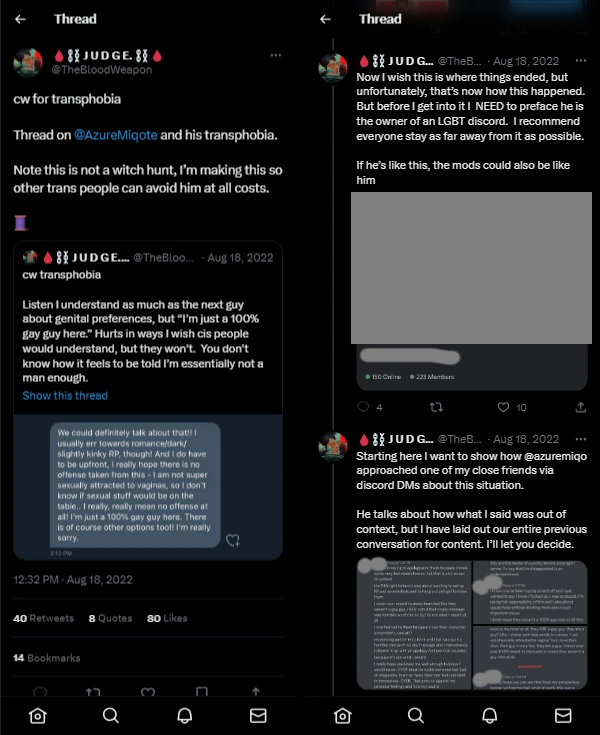 Thread
🩸⛓JUDGE.⛓🩸
@TheBloodWeapon
cw for transphobia
Thread on @AzureMiqote and his transphobia.
Note this is not a witch hunt, I'm making this so
other trans people can avoid him at all costs.
🧵
🩸⛓JUDGE.... @TheBloo... · Aug 18, 2022
cw transphobia
Listen I understand as much as the next guy
about genital preferences, but “I'm just a 100%
gay guy here.” Hurts in ways I wish cis people
would understand, but they won't. You don't
know how it feels to be told I'm essentially not a
man enough.
Show this thread
We could definitely talk about that!! I
usually err towards romance/dark/
slightly kinky RP, though! And I do have
to be upfront, I really hope there is no
offense taken from this - I am not super
sexually attracted to vaginas, so I don't
know if sexual stuff would be on the
table.. I really, really mean no offense at
all! I'm just a 100% gay guy here. There
is of course other options too!! I'm really
sorry.
3:12 PM
12:32 PM · Aug 18, 2022
40 Retweets 8 Quotes 80 Likes
14 Bookmarks
Thread
🩸⛓JUDG... @TheB... · Aug 18, 2022
Now I wish this is where things ended, but
unfortunately, that's now how this happened.
But before I get into it I NEED to preface he is
the owner of an LGBT discord. I recommend
everyone stay as far away from it as possible.
If he's like this, the mods could also be like
him
150 Online 223 Members
4 10
🩸⛓JUDG... @TheB... · Aug 18, 2022
Starting here I want to show how @azuremiqo
approached one of my close friends via
discord DMs about this situation.
He talks about how what I said was out of
context, but I have laid out our entire previous
conversation for content. I'll let you decide.